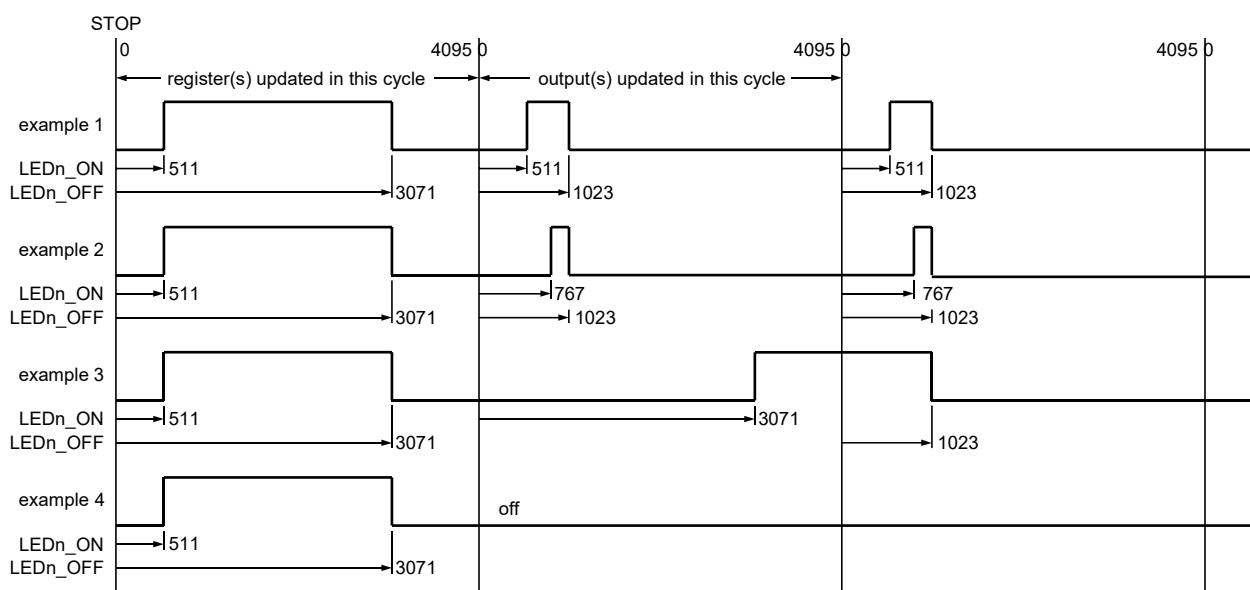 STOP
0 4095 0 4095 0 4095 0
register(s) updated in this cycle output(s) updated in this cycle
example 1
LEDn_ON 511 511 511
LEDn_OFF 3071 1023 1023
example 2
LEDn_ON 511 767 767
LEDn_OFF 3071 1023 1023
example 3
LEDn_ON 511 3071
LEDn_OFF 3071 1023
example 4 off
LEDn_ON 511
LEDn_OFF 3071